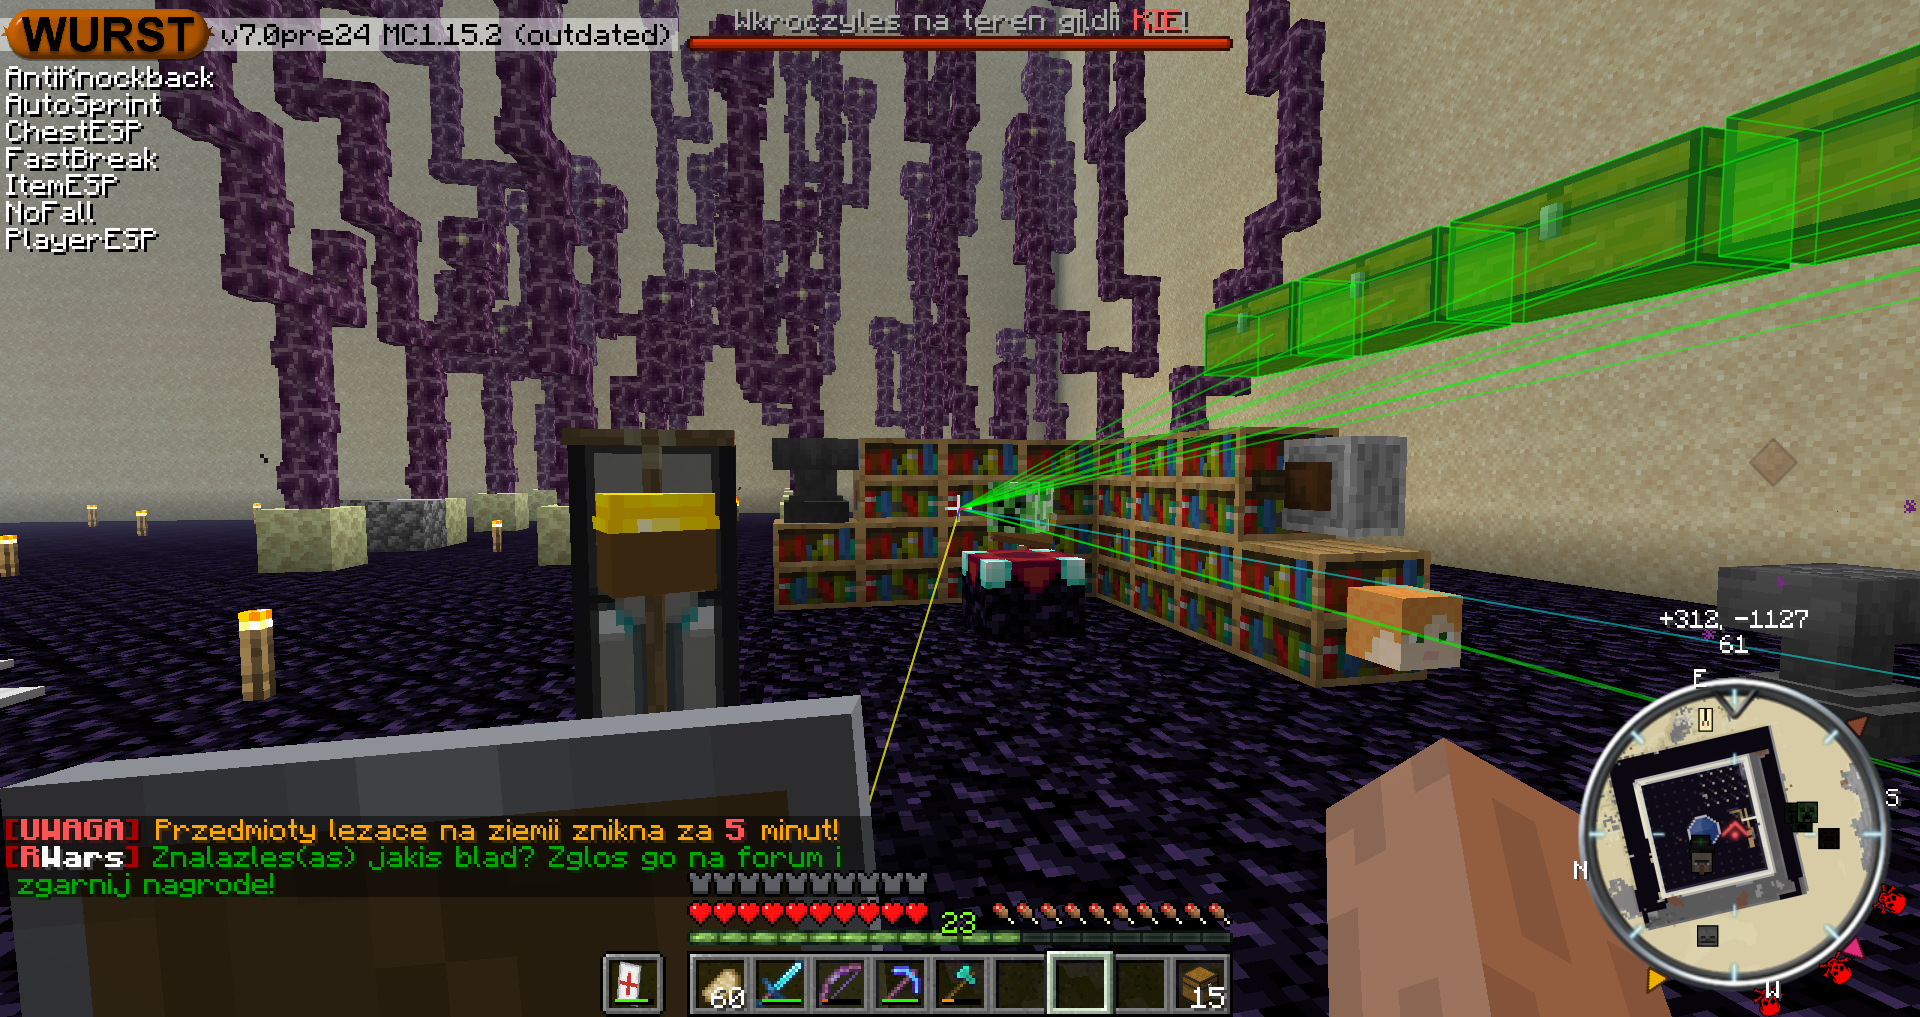 WURST v7.0pre24 MC1.15.2 (outdated)
Wkroczyles na teren gildii KIE!
AntiKnockback
AutoSprint
ChestESP
FastBreak
ItemESP
NoFall
PlayerESP
+312, -1127
61
E
S
N
W
[UWAGA] Przedmioty lezace na ziemii znikna za 5 minut!
[RWars] Znalazles(as) jakis blad? Zglos go na forum i
zgarnij nagrode!
23
60
15